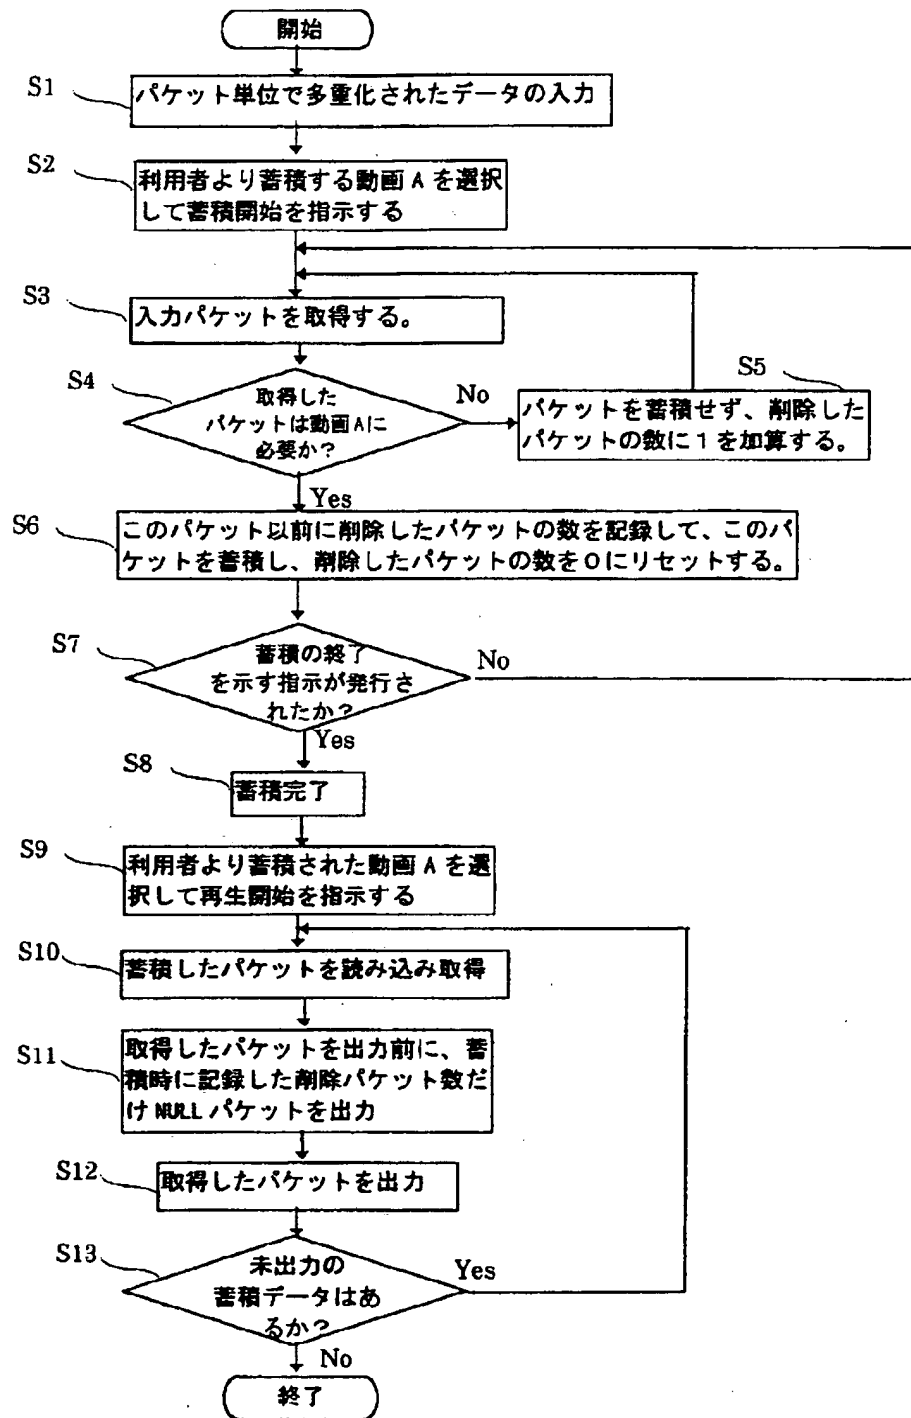 開始
S1
パケット単位で多重化されたデータの入力
S2
利用者より蓄積する動画 A を選択
して蓄積開始を指示する
S3
入力パケットを取得する。
S4
取得した
パケットは動画Aに
必要か?
No
S5
パケットを蓄積せず、削除した
パケットの数に1を加算する。
Yes
S6
このパケット以前に削除したパケットの数を記録して、このパ
ケットを蓄積し、削除したパケットの数を0にリセットする。
S7
蓄積の終了
を示す指示が発行さ
れたか?
No
Yes
S8
蓄積完了
S9
利用者より蓄積された動画 A を選
択して再生開始を指示する
S10
蓄積したパケットを読み込み取得
S11
取得したパケットを出力前に、蓄
積時に記録した削除パケット数だ
け NULL パケットを出力
S12
取得したパケットを出力
S13
未出力の
蓄積データはあ
るか?
Yes
No
終了